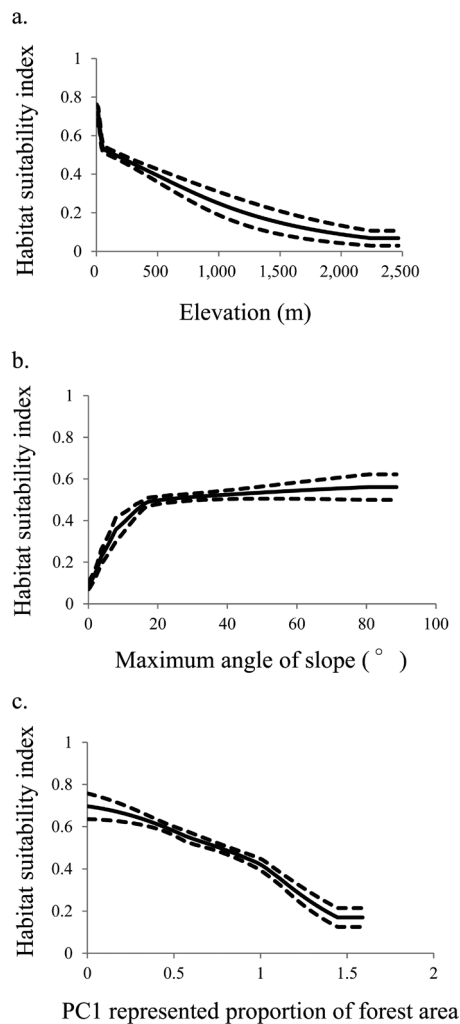 a.
Habitat suitability index
1
0.8
0.6
0.4
0.2
0
0 500 1,000 1,500 2,000 2,500
Elevation (m)
b.
Habitat suitability index
1
0.8
0.6
0.4
0.2
0
0 20 40 60 80 100
Maximum angle of slope ( ° )
c.
Habitat suitability index
1
0.8
0.6
0.4
0.2
0
0 0.5 1 1.5 2
PC1 represented proportion of forest area